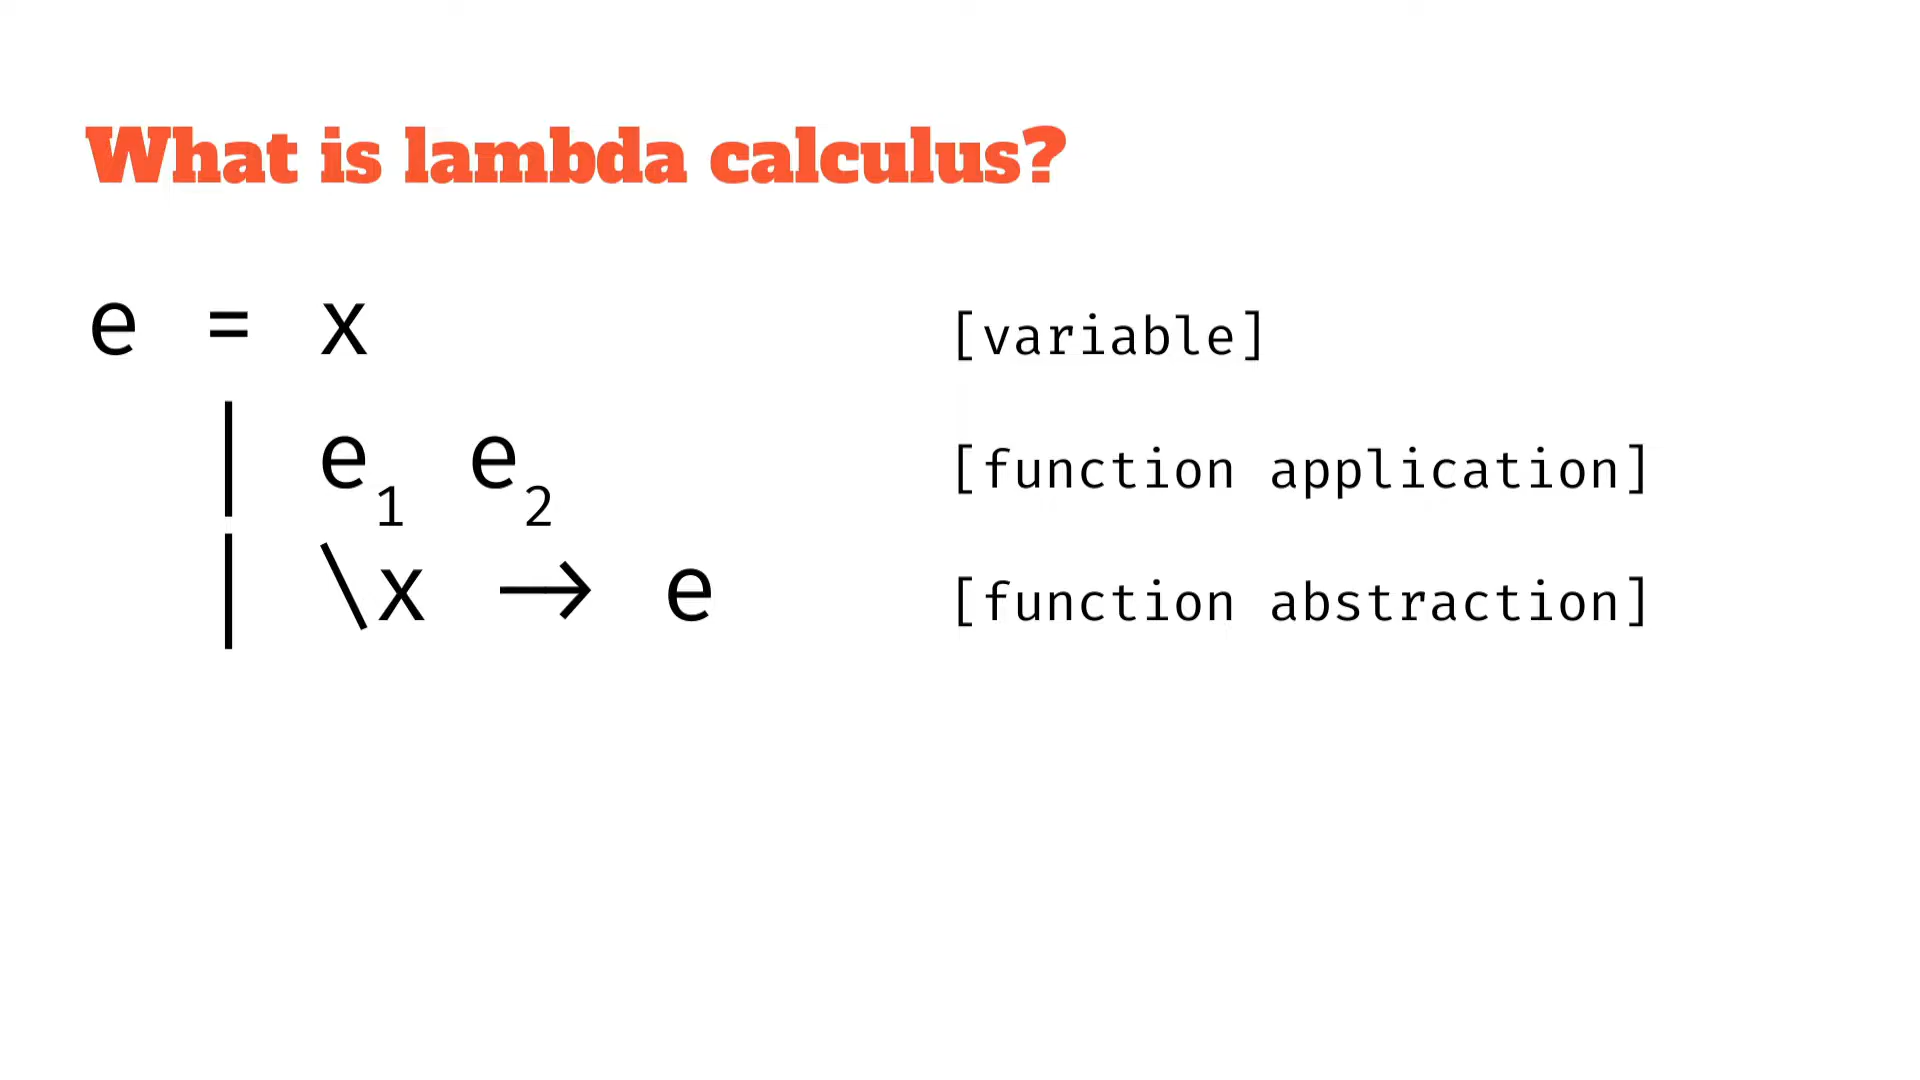 What is lambda calculus?
e = x [variable]
| e₁ e₂ [function application]
| \x → e [function abstraction]